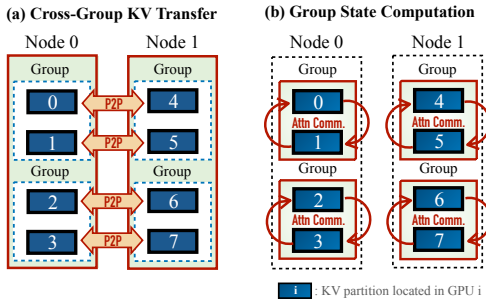 (a) Cross-Group KV Transfer
Node 0 Node 1
Group Group
0 P2P 4
1 P2P 5
Group Group
2 P2P 6
3 P2P 7
(b) Group State Computation
Node 0 Node 1
Group Group
0 4
Attn Comm. Attn Comm.
1 5
Group Group
2 6
Attn Comm. Attn Comm.
3 7
i : KV partition located in GPU i